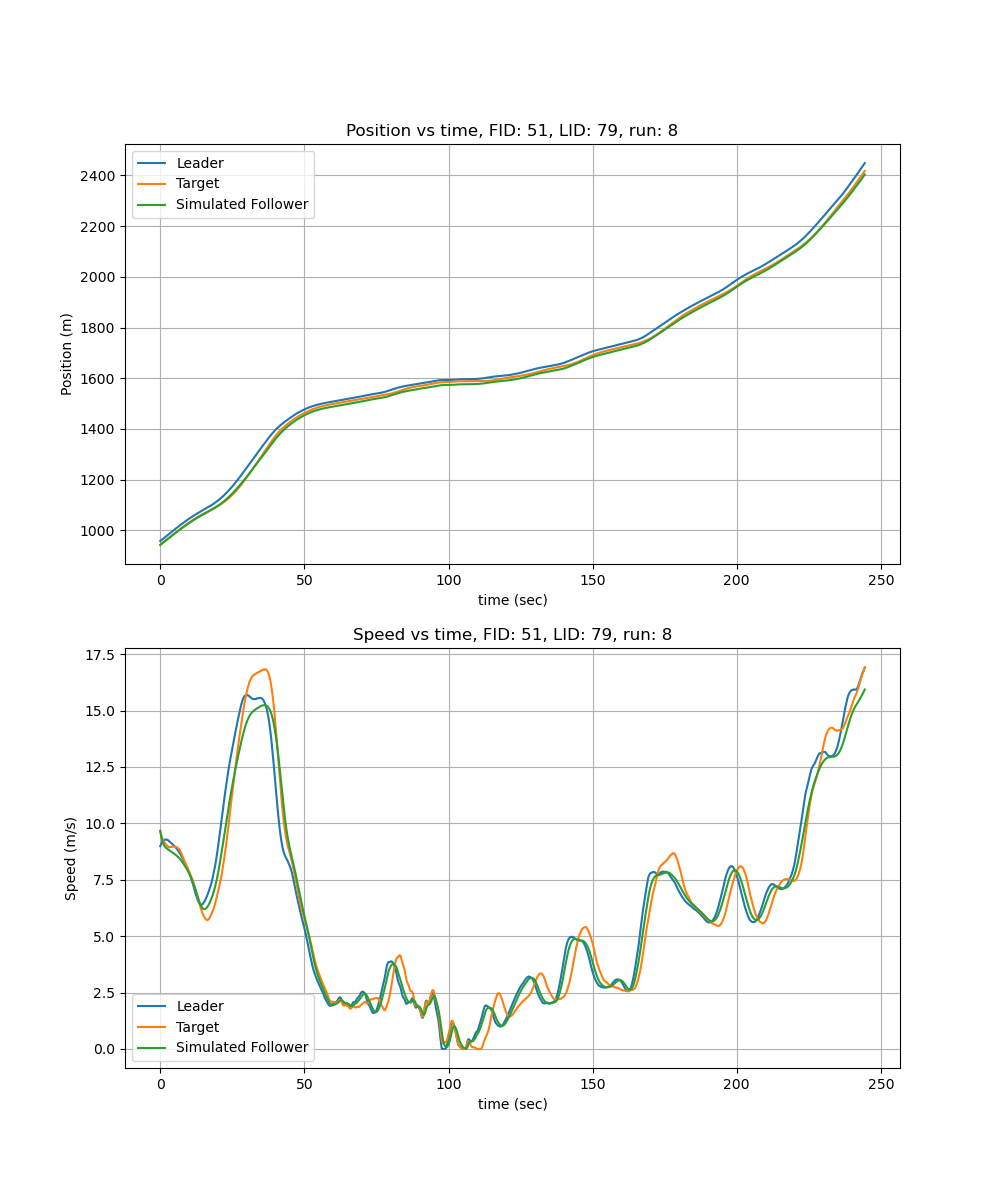 Position vs time, FID: 51, LID: 79, run: 8
Leader
Target
Simulated Follower
2400
2200
2000
1800
1600
1400
1200
1000
Position (m)
0 50 100 150 200 250
time (sec)
Speed vs time, FID: 51, LID: 79, run: 8
17.5
15.0
12.5
10.0
7.5
5.0
2.5
0.0
Speed (m/s)
Leader
Target
Simulated Follower
0 50 100 150 200 250
time (sec)